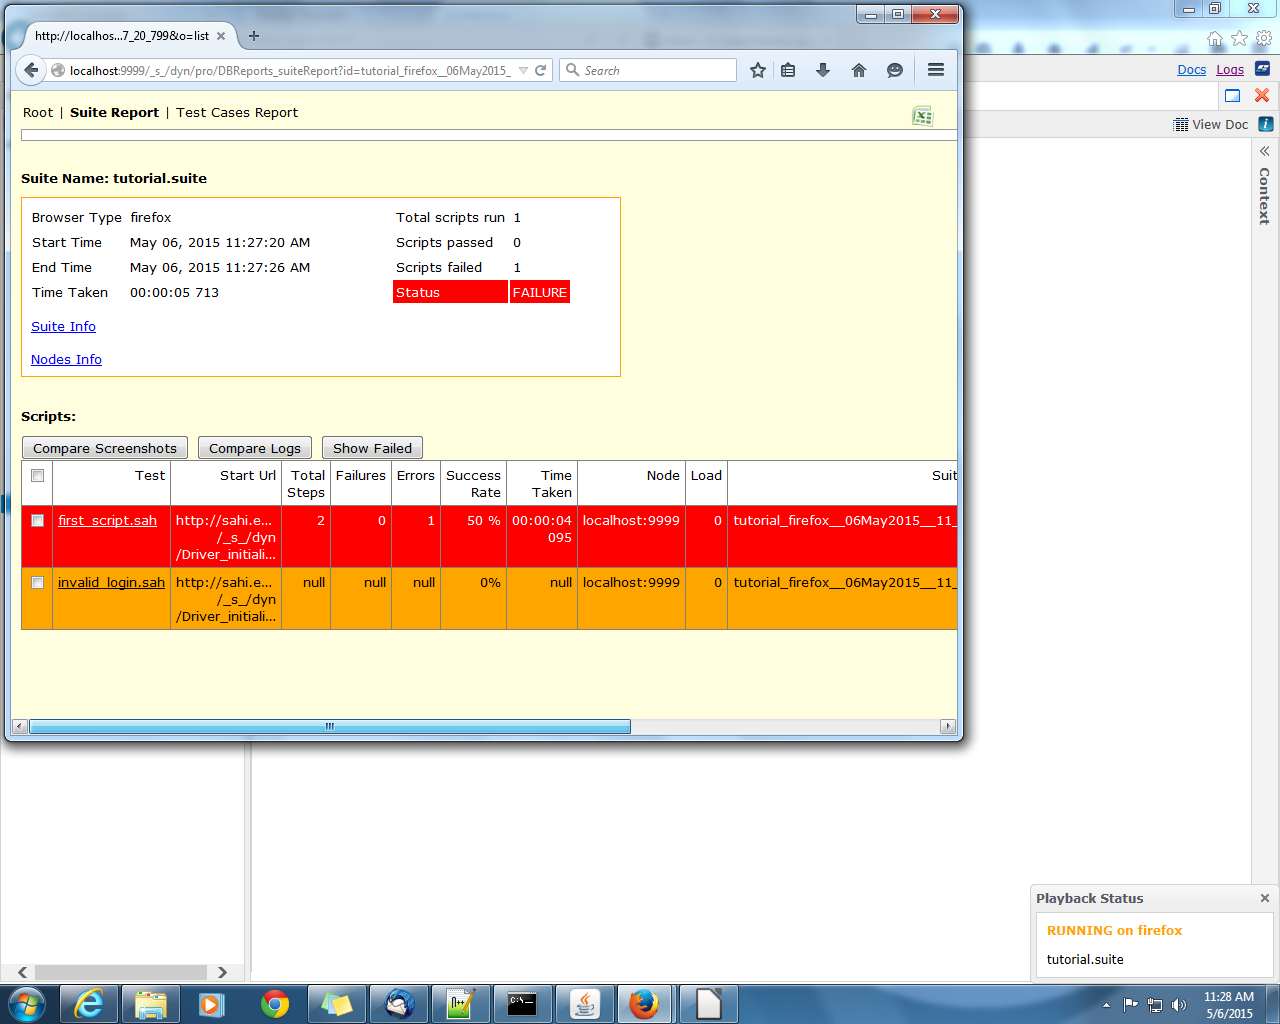 http://localhos...7_20_799&o=list
localhost:9999/_s_/dyn/pro/DBReports_suiteReport?id=tutorial_firefox__06May2015_
Search
Docs Logs
Root | Suite Report | Test Cases Report
View Doc
Context
Suite Name: tutorial.suite
Browser Type firefox Total scripts run 1
Start Time May 06, 2015 11:27:20 AM Scripts passed 0
End Time May 06, 2015 11:27:26 AM Scripts failed 1
Time Taken 00:00:05 713 Status FAILURE
Suite Info
Nodes Info
Scripts:
Compare Screenshots Compare Logs Show Failed
Test Start Url Total Failures Errors Success Time Node Load Suit
Steps Rate Taken
first_script.sah http://sahi.e... 2 0 1 50 % 00:00:04 localhost:9999 0 tutorial_firefox__06May2015__11_
/_s_/dyn 095
/Driver_initiali...
invalid_login.sah http://sahi.e... null null null 0% null localhost:9999 0 tutorial_firefox__06May2015__11_
/_s_/dyn
/Driver_initiali...
Playback Status
RUNNING on firefox
tutorial.suite
11:28 AM
5/6/2015